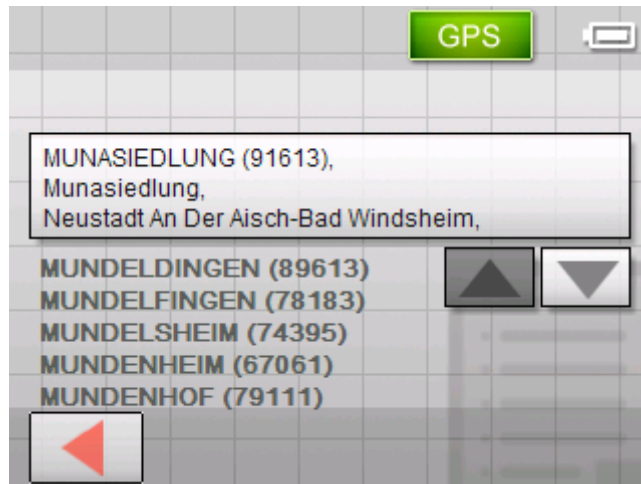 GPS
MUNASIEDLUNG (91613),
Munasiedlung,
Neustadt An Der Aisch-Bad Windsheim,
MUNDELDINGEN (89613)
MUNDELFINGEN (78183)
MUNDELSHEIM (74395)
MUNDENHEIM (67061)
MUNDENHOF (79111)